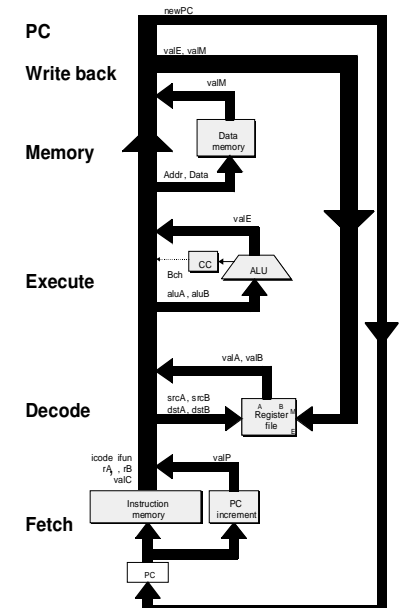 newPC
PC
valE, valM
Write back
valM
Data
memory
Memory
Addr, Data
valE
CC
ALU
Bch
Execute
aluA, aluB
valA, valB
srcA, srcB
dstA, dstB
A B
M
Register
file
E
Decode
icode ifun
rA, , rB
valC
valP
Instruction
memory
PC
increment
Fetch
PC